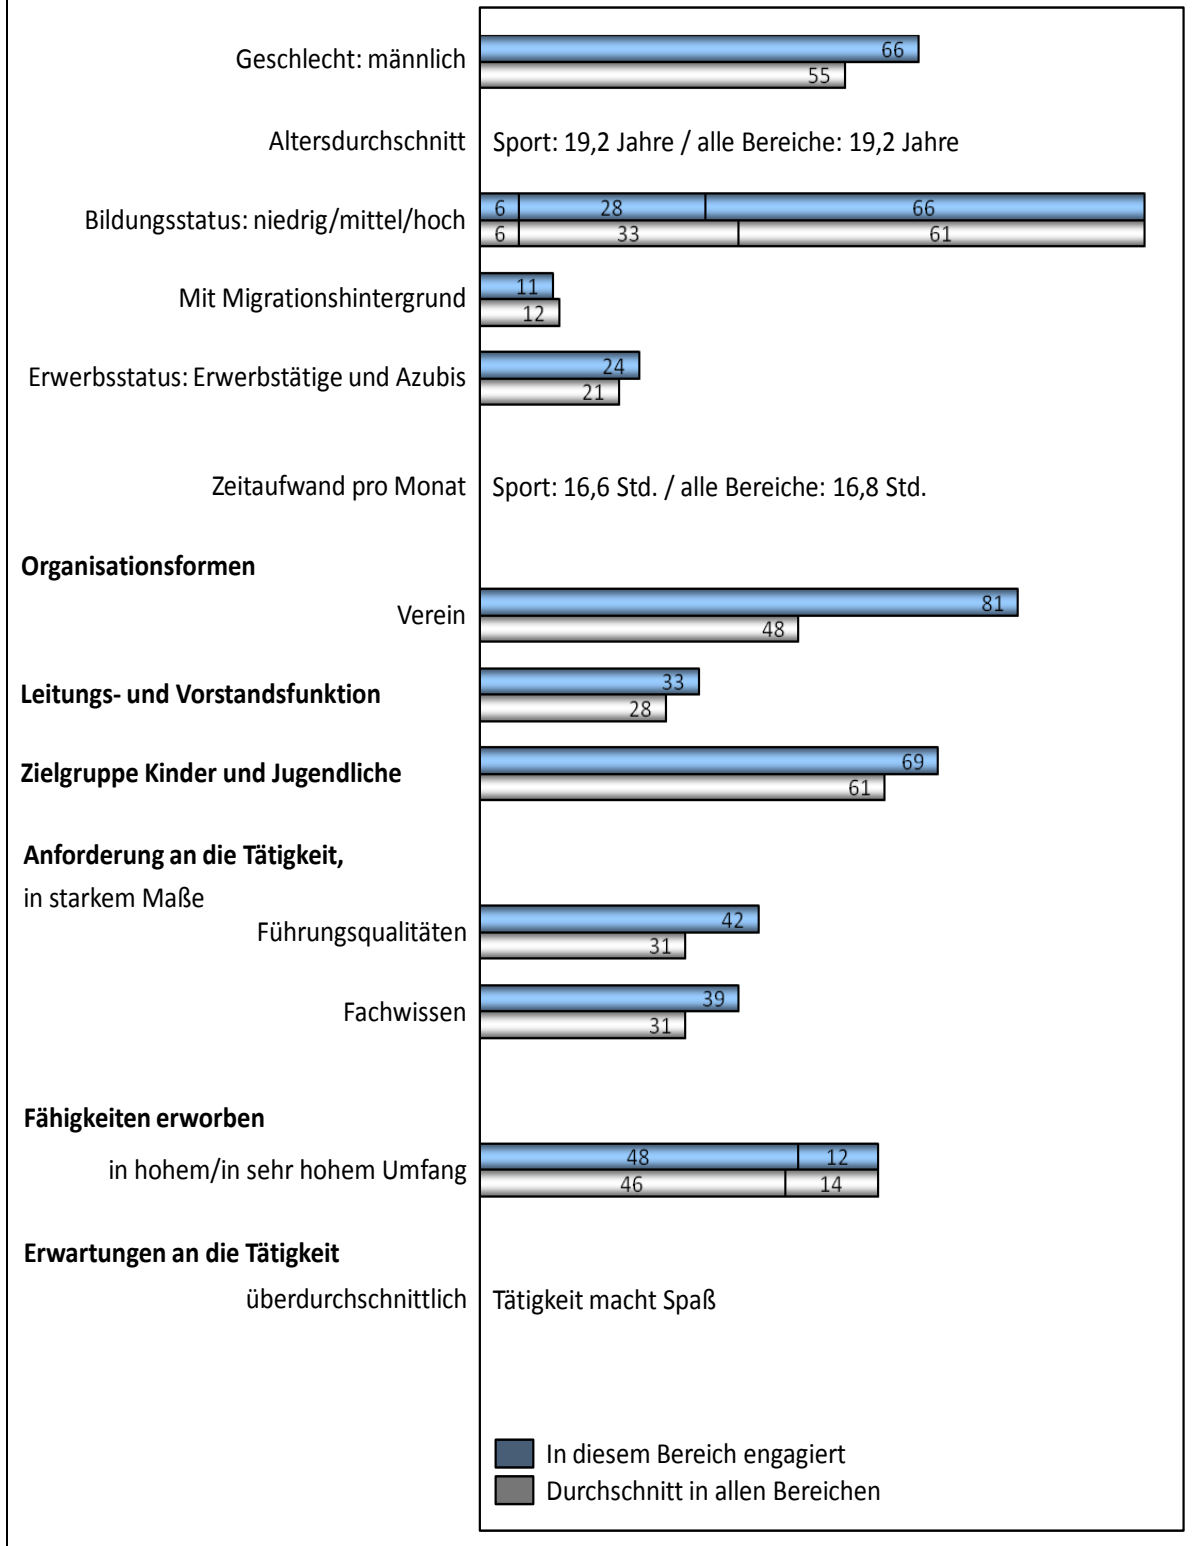 Geschlecht: männlich
66
55
Altersdurchschnitt
Sport: 19,2 Jahre / alle Bereiche: 19,2 Jahre
Bildungsstatus: niedrig/mittel/hoch
6 28 66
6 33 61
Mit Migrationshintergrund
11
12
Erwerbsstatus: Erwerbstätige und Azubis
24
21
Zeitaufwand pro Monat
Sport: 16,6 Std. / alle Bereiche: 16,8 Std.
Organisationsformen
Verein
81
48
Leitungs- und Vorstandsfunktion
33
28
Zielgruppe Kinder und Jugendliche
69
61
Anforderung an die Tätigkeit,
in starkem Maße
Führungsqualitäten
42
31
Fachwissen
39
31
Fähigkeiten erworben
in hohem/in sehr hohem Umfang
48 12
46 14
Erwartungen an die Tätigkeit
überdurchschnittlich
Tätigkeit macht Spaß
In diesem Bereich engagiert
Durchschnitt in allen Bereichen